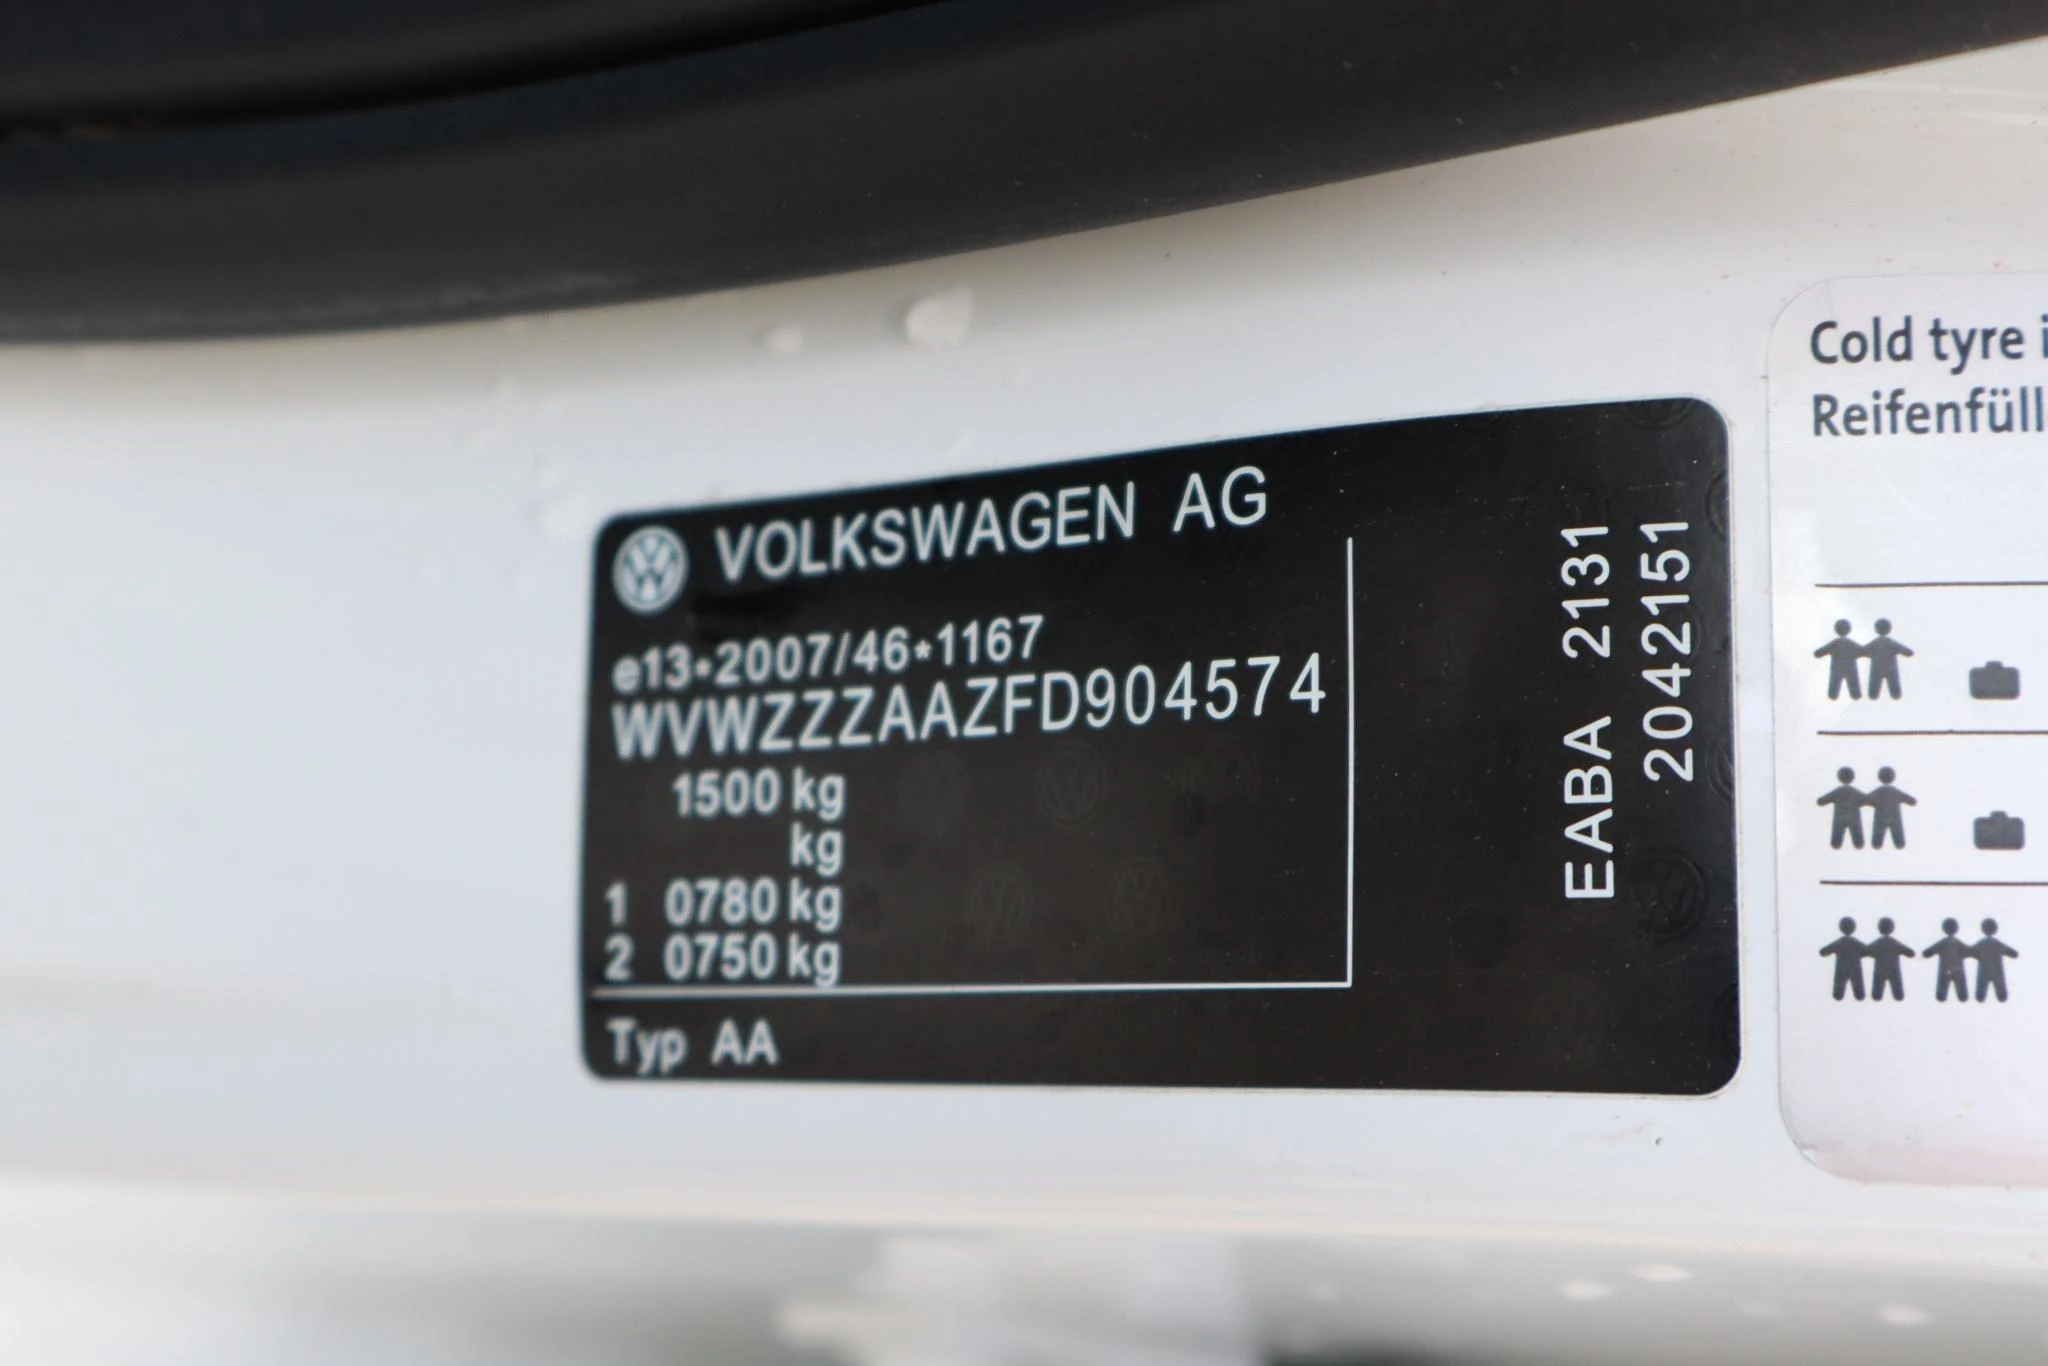 VOLKSWAGEN AG
e13*2007/46*1167
WVWZZZAAZFD904574
1500 kg
kg
1 0780 kg
2 0750 kg
Typ AA
EABA 2131
2042151
Cold tyre
Reifenfüll